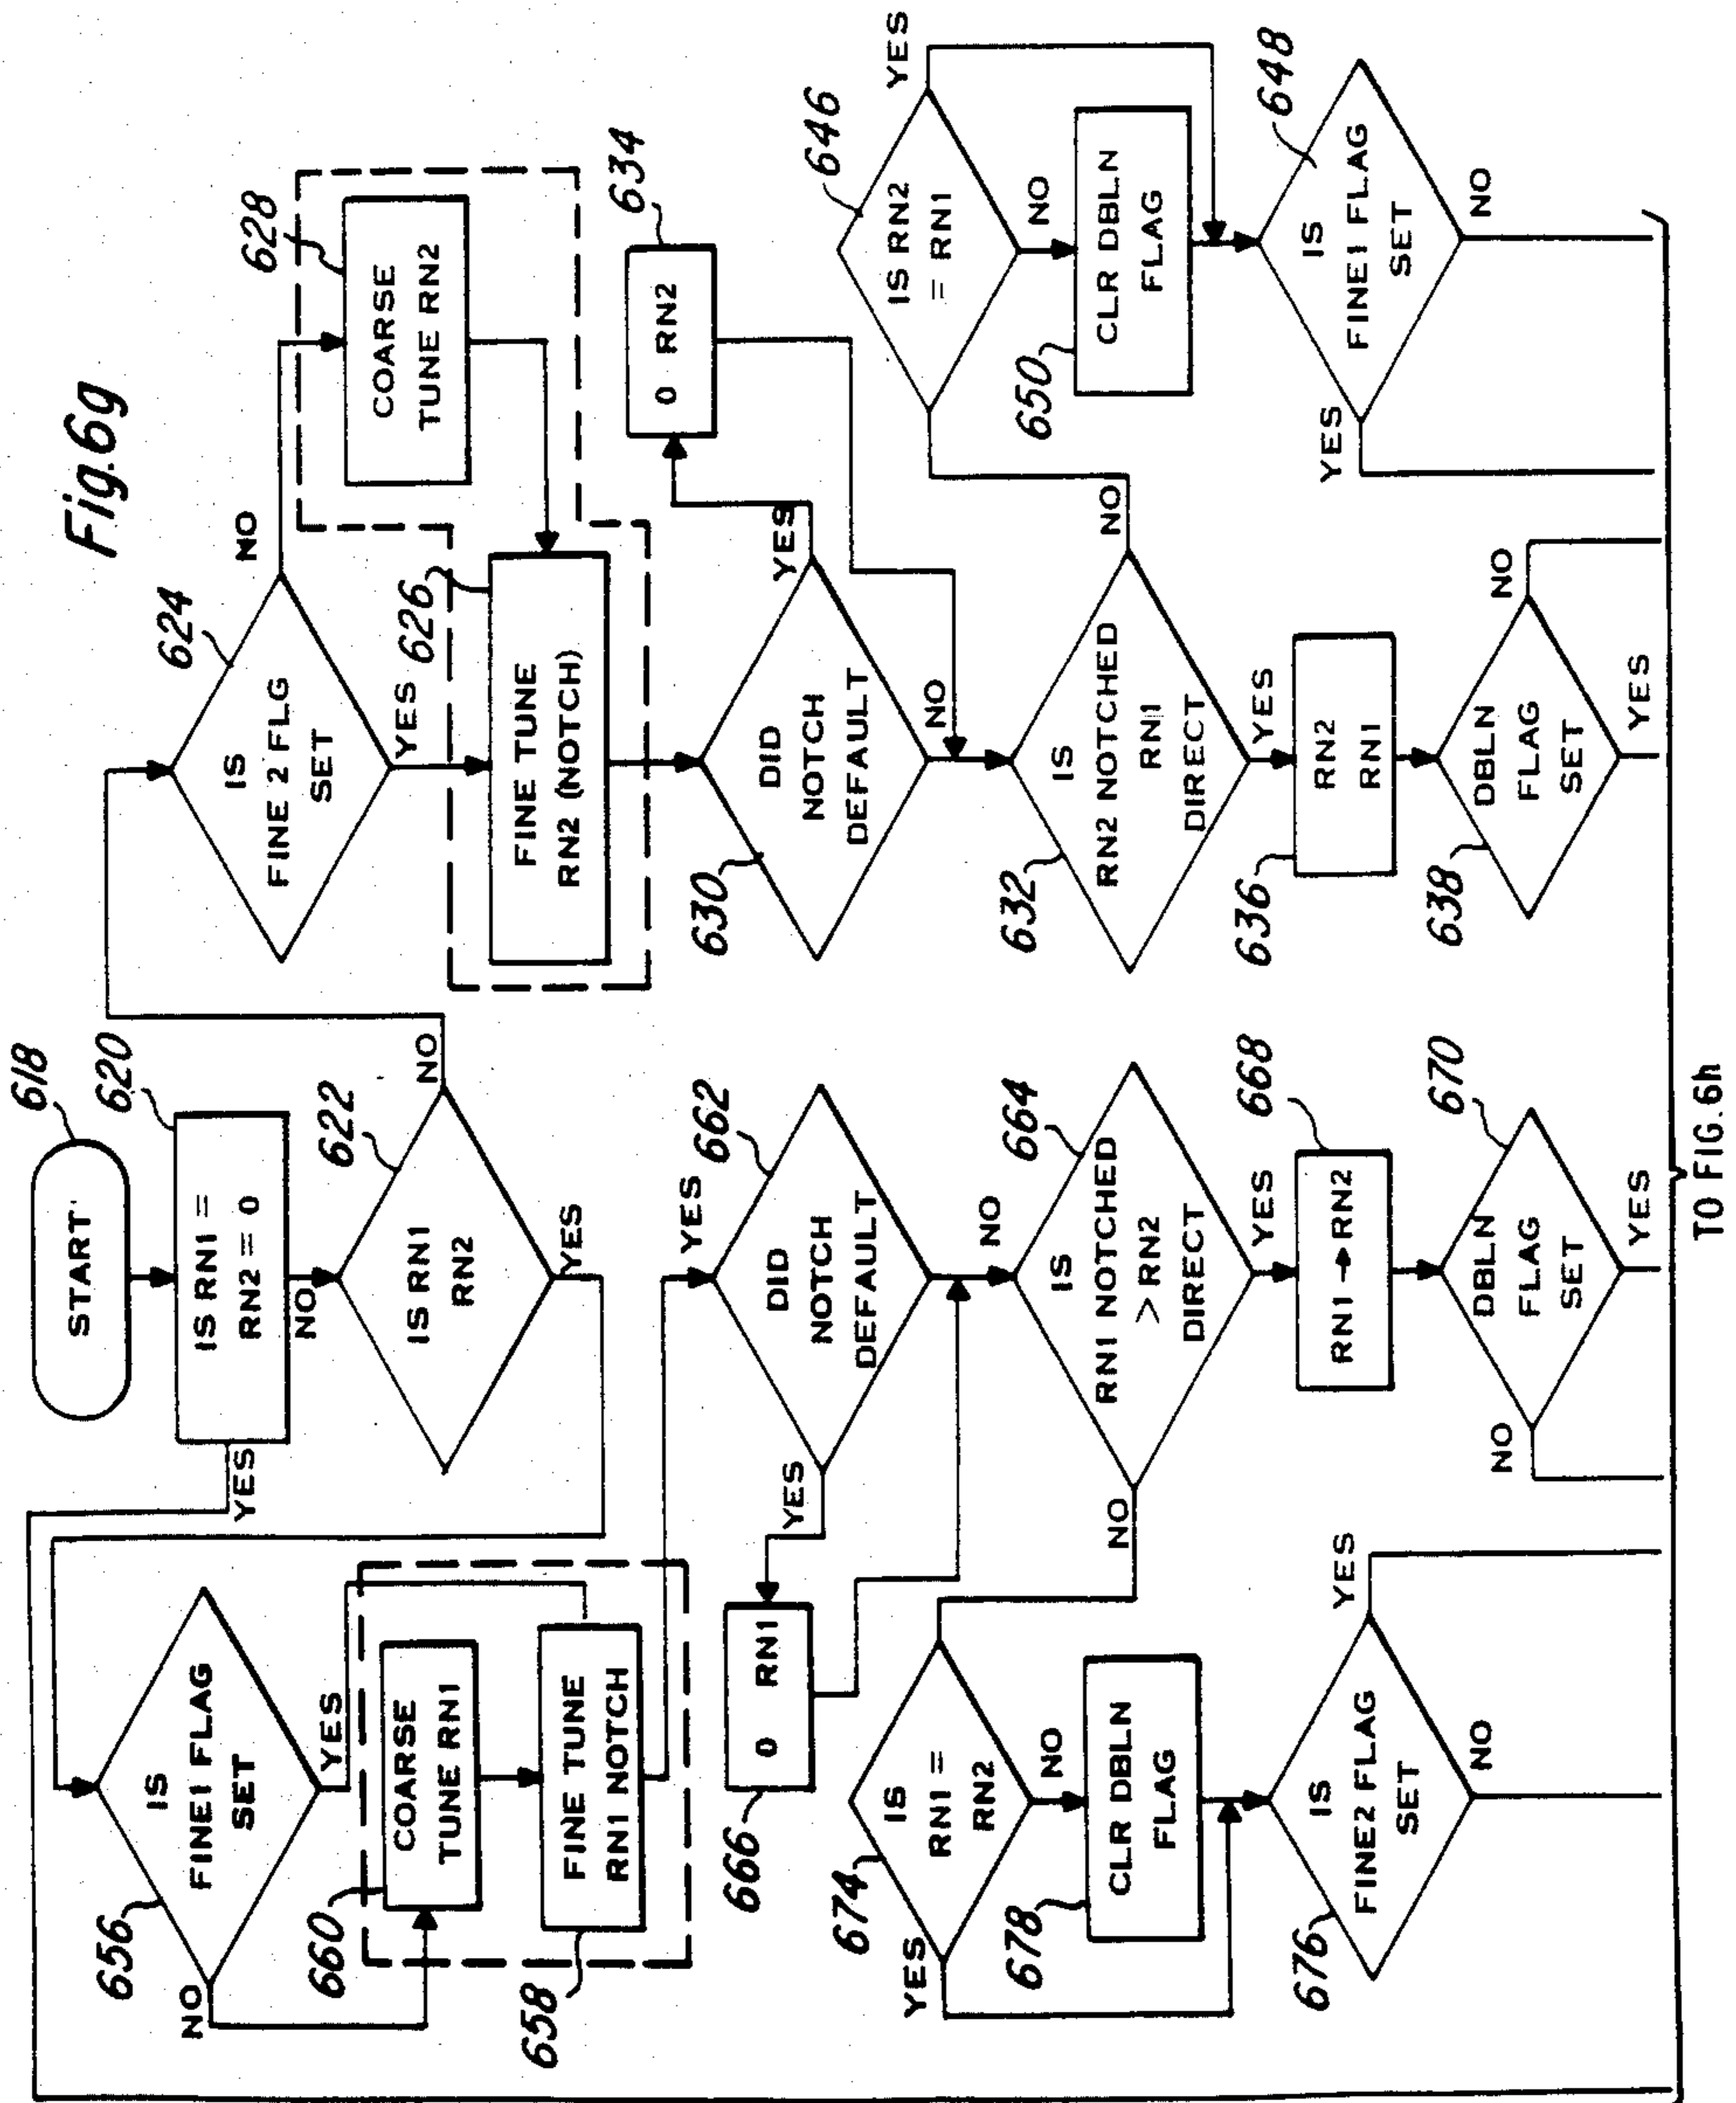 Fig. 6g
START
618
IS RN1 =
RN2 = 0
620
YES
NO
IS RN1
RN2
622
NO
YES
IS
FINE 2 FLG
SET
624
NO
YES
COARSE
TUNE RN2
628
FINE TUNE
RN2 (NOTCH)
626
DID
NOTCH
DEFAULT
630
YES
NO
0 RN2
634
IS
RN2 NOTCHED
RN1
DIRECT
632
NO
YES
RN2
RN1
636
DBLN
FLAG
SET
638
NO
YES
IS RN2
= RN1
646
YES
NO
CLR DBLN
FLAG
650
IS
FINE1 FLAG
SET
648
YES
NO
IS
FINE1 FLAG
SET
656
NO
YES
COARSE
TUNE RN1
660
FINE TUNE
RN1 NOTCH
658
YES
DID
NOTCH
DEFAULT
662
YES
NO
0 RN1
666
IS
RN1 NOTCHED
> RN2
DIRECT
664
NO
YES
RN1 → RN2
668
DBLN
FLAG
SET
670
NO
YES
IS
RN1 =
RN2
674
YES
NO
CLR DBLN
FLAG
678
IS
FINE2 FLAG
SET
676
YES
NO
TO FIG. 6h